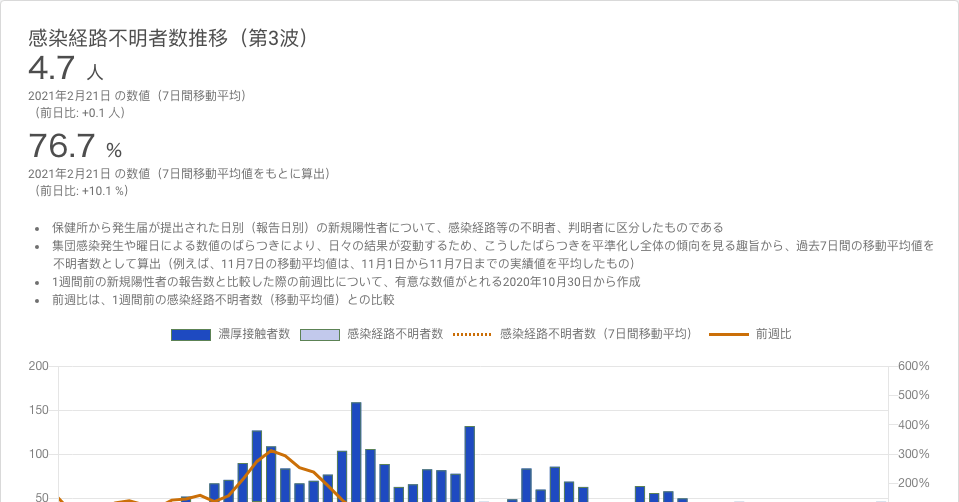 感染経路不明者数推移（第3波）
4.7 人
2021年2月21日 の数値（7日間移動平均）
（前日比: +0.1 人）
76.7 %
2021年2月21日 の数値（7日間移動平均値をもとに算出）
（前日比: +10.1 %）
• 保健所から発生届が提出された日別（報告日別）の新規陽性者について、感染経路等の不明者、判明者に区分したものである
• 集団感染発生や曜日による数値のばらつきにより、日々の結果が変動するため、こうしたばらつきを平準化し全体の傾向を見る趣旨から、過去7日間の移動平均値を
不明者数として算出（例えば、11月7日の移動平均値は、11月1日から11月7日までの実績値を平均したもの）
• 1週間前の新規陽性者の報告数と比較した際の前週比について、有意な数値がとれる2020年10月30日から作成
• 前週比は、1週間前の感染経路不明者数（移動平均値）との比較
濃厚接触者数 感染経路不明者数 感染経路不明者数（7日間移動平均） 前週比
200 600%
500%
150
400%
100 300%
200%
50